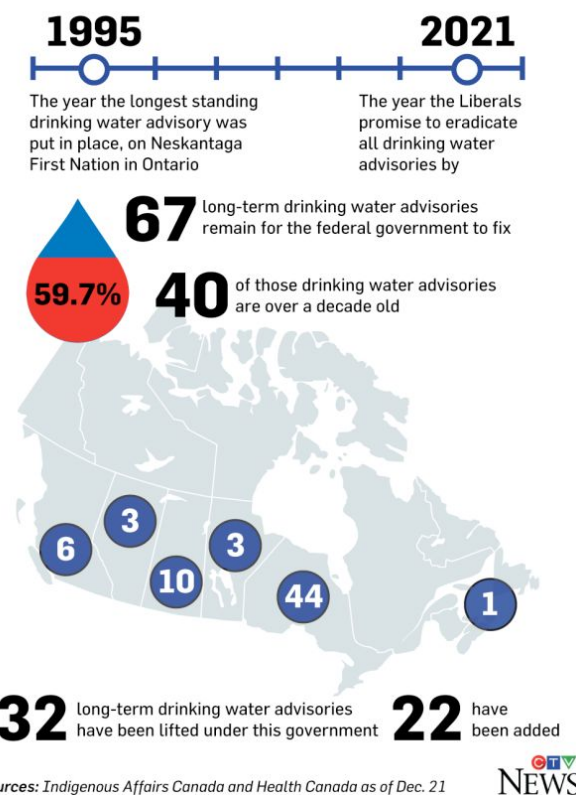 1995
The year the longest standing
drinking water advisory was
put in place, on Neskantaga
First Nation in Ontario
2021
The year the Liberals
promise to eradicate
all drinking water
advisories by
67 long-term drinking water advisories
remain for the federal government to fix
59.7%
40 of those drinking water advisories
are over a decade old
3
6
3
10
44
1
32 long-term drinking water advisories
have been lifted under this government
22 have
been added
urces: Indigenous Affairs Canada and Health Canada as of Dec. 21
CTV
NEWS